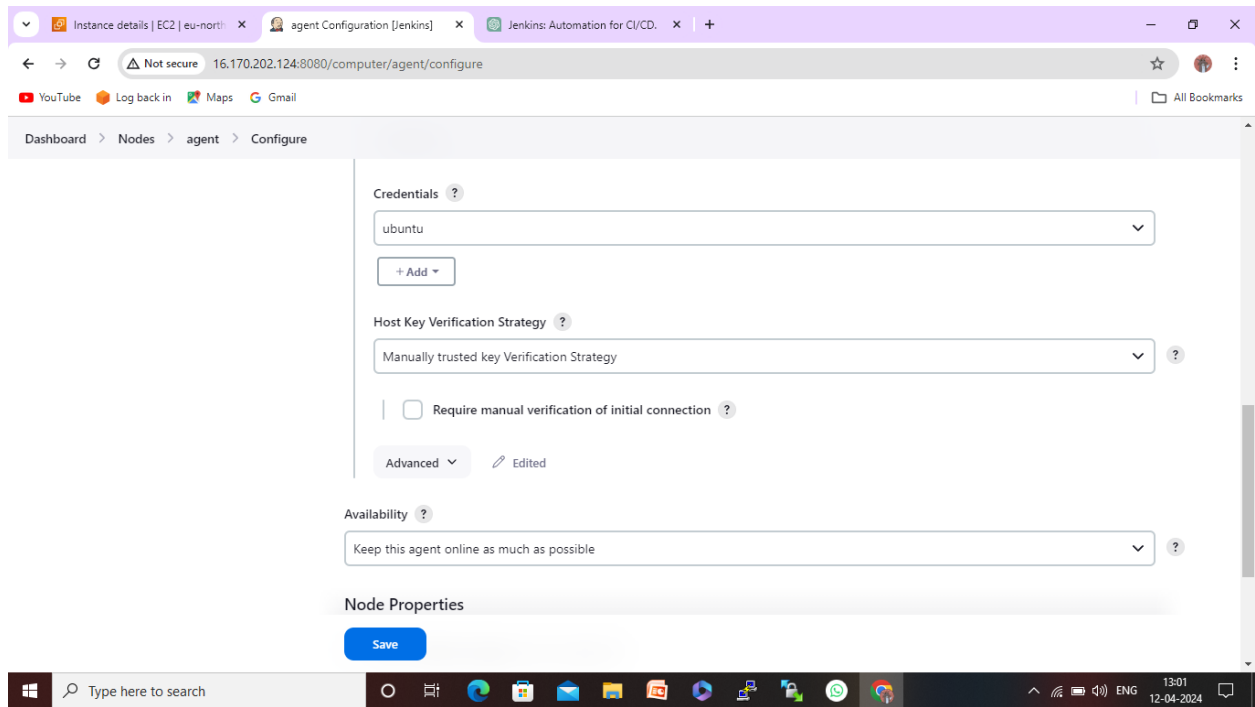 Instance details | EC2 | eu-north
agent Configuration [Jenkins]
Jenkins: Automation for CI/CD.
Not secure 16.170.202.124:8080/computer/agent/configure
YouTube Log back in Maps Gmail All Bookmarks
Dashboard > Nodes > agent > Configure
Credentials ?
ubuntu
+ Add
Host Key Verification Strategy ?
Manually trusted key Verification Strategy ?
Require manual verification of initial connection ?
Advanced Edited
Availability ?
Keep this agent online as much as possible ?
Node Properties
Save
Type here to search
ENG
13:01
12-04-2024